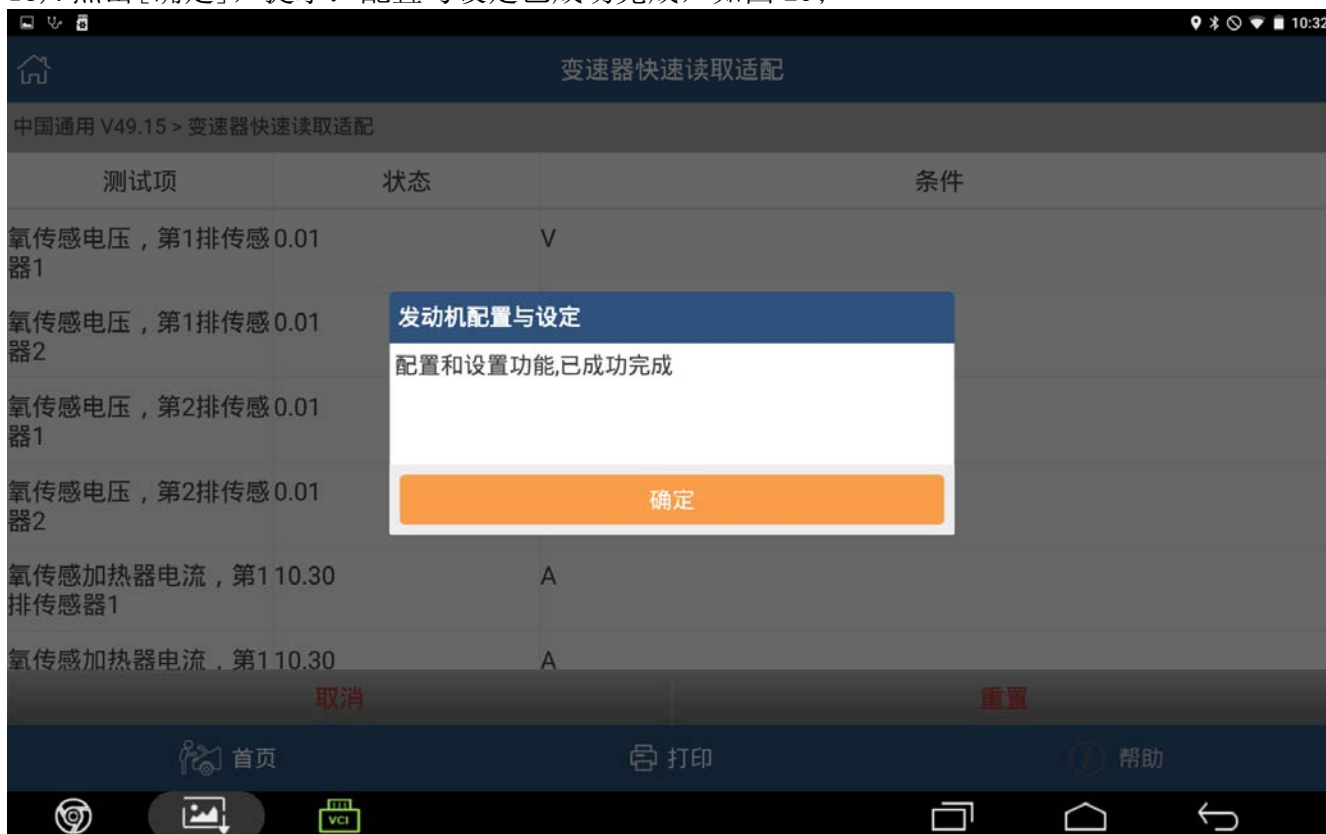 10:32
变速器快速读取适配
中国通用 V49.15 > 变速器快速读取适配
测试项 状态 条件
氧传感电压，第1排传感 0.01 V
器1
氧传感电压，第1排传感 0.01
器2
氧传感电压，第2排传感 0.01
器1
氧传感电压，第2排传感 0.01
器2
氧传感加热器电流，第1 10.30 A
排传感器1
氧传感加热器电流，第1 10.30 A
发动机配置与设定
配置和设置功能,已成功完成
确定
取消 重置
首页 打印 帮助
VCI